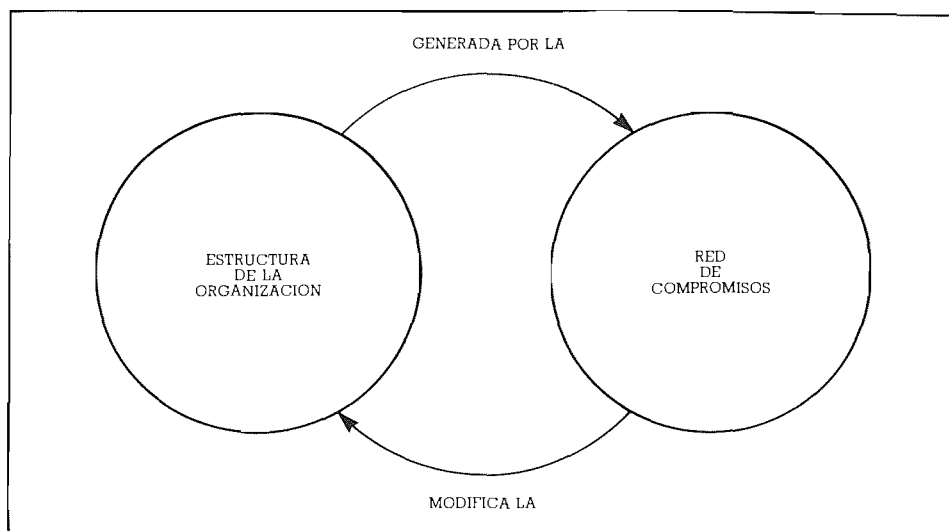 GENERADA POR LA
ESTRUCTURA
DE LA
ORGANIZACION
RED
DE
COMPROMISOS
MODIFICA LA